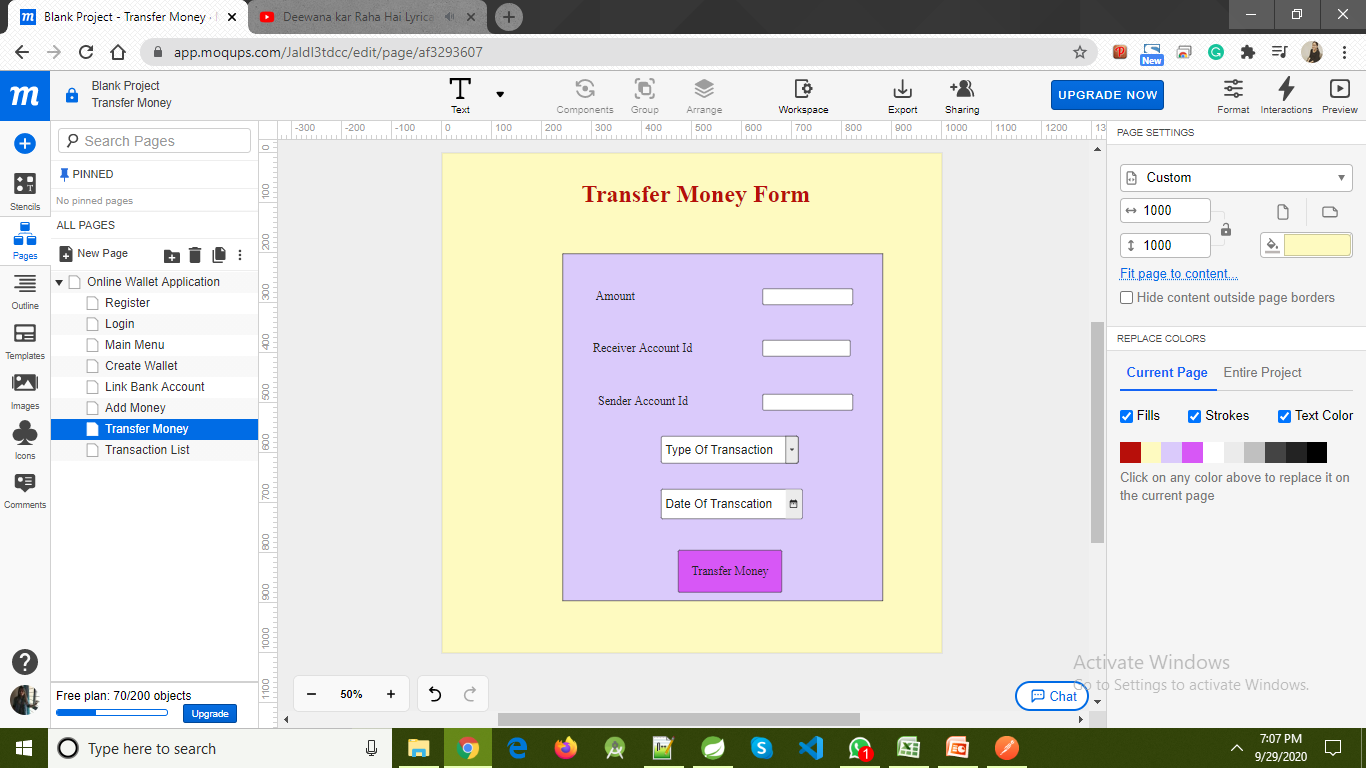 Blank Project - Transfer Money -
Deewana kar Raha Hai Lyrica
app.moqups.com/Jaldl3tdcc/edit/page/af3293607
New
m
Blank Project
Transfer Money
Text
Components
Group
Arrange
Workspace
Export
Sharing
UPGRADE NOW
Format
Interactions
Preview
Search Pages
PINNED
No pinned pages
ALL PAGES
New Page
Online Wallet Application
Register
Login
Main Menu
Create Wallet
Link Bank Account
Add Money
Transfer Money
Transaction List
Stencils
Pages
Outline
Templates
Images
Icons
Comments
Free plan: 70/200 objects
Upgrade
-300 -200 -100 0 100 200 300 400 500 600 700 800 900 1000 1100 1200 13
0 100 200 300 400 500 600 700 800 900 1000 1100
Transfer Money Form
Amount
Receiver Account Id
Sender Account Id
Type Of Transaction
Date Of Transcation
Transfer Money
− 50% +
PAGE SETTINGS
Custom
1000
1000
Fit page to content...
Hide content outside page borders
REPLACE COLORS
Current Page Entire Project
Fills Strokes Text Color
Click on any color above to replace it on
the current page
Activate Windows
Go to Settings to activate Windows.
Chat
Type here to search
1
7:07 PM
9/29/2020